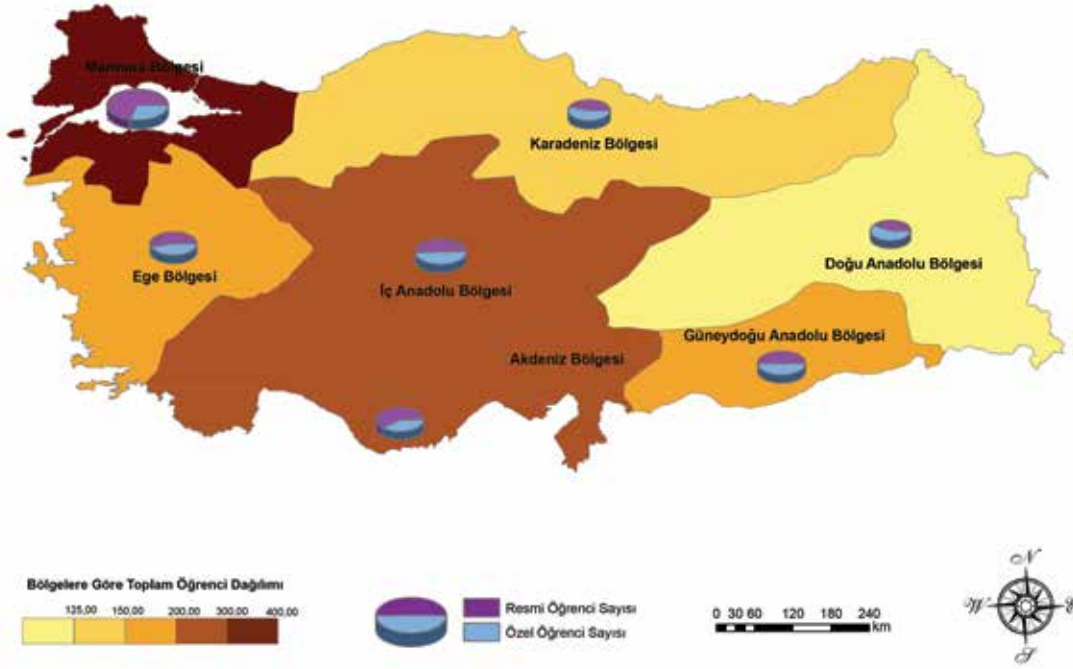 Marmara Bölgesi
Karadeniz Bölgesi
Ege Bölgesi
İç Anadolu Bölgesi
Doğu Anadolu Bölgesi
Güneydoğu Anadolu Bölgesi
Akdeniz Bölgesi
Bölgelere Göre Toplam Öğrenci Dağılımı
125,00 150,00 200,00 300,00 400,00
Resmi Öğrenci Sayısı
Özel Öğrenci Sayısı
0 30 60 120 180 240
km
N
W E
S